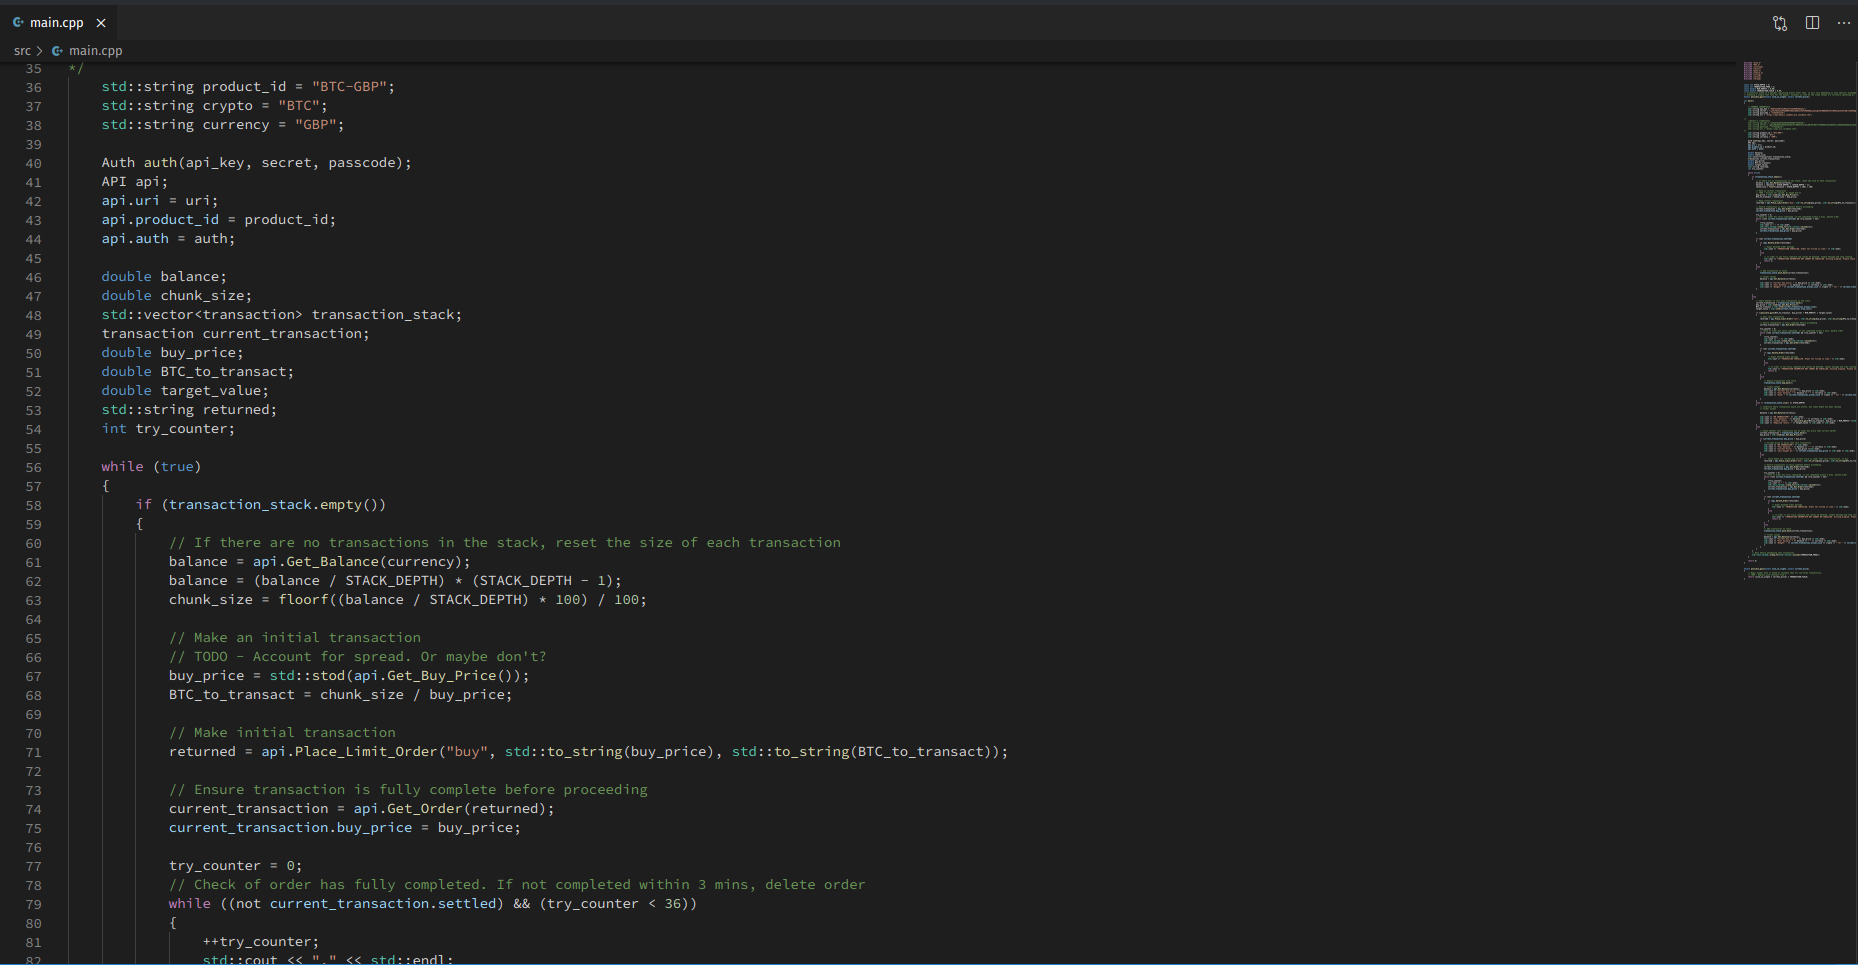 main.cpp
src > main.cpp
35 */
36 std::string product_id = "BTC-GBP";
37 std::string crypto = "BTC";
38 std::string currency = "GBP";
39
40 Auth auth(api_key, secret, passcode);
41 API api;
42 api.uri = uri;
43 api.product_id = product_id;
44 api.auth = auth;
45
46 double balance;
47 double chunk_size;
48 std::vector<transaction> transaction_stack;
49 transaction current_transaction;
50 double buy_price;
51 double BTC_to_transact;
52 double target_value;
53 std::string returned;
54 int try_counter;
55
56 while (true)
57 {
58 if (transaction_stack.empty())
59 {
60 // If there are no transactions in the stack, reset the size of each transaction
61 balance = api.Get_Balance(currency);
62 balance = (balance / STACK_DEPTH) * (STACK_DEPTH - 1);
63 chunk_size = floorf((balance / STACK_DEPTH) * 100) / 100;
64
65 // Make an initial transaction
66 // TODO - Account for spread. Or maybe don't?
67 buy_price = std::stod(api.Get_Buy_Price());
68 BTC_to_transact = chunk_size / buy_price;
69
70 // Make initial transaction
71 returned = api.Place_Limit_Order("buy", std::to_string(buy_price), std::to_string(BTC_to_transact));
72
73 // Ensure transaction is fully complete before proceeding
74 current_transaction = api.Get_Order(returned);
75 current_transaction.buy_price = buy_price;
76
77 try_counter = 0;
78 // Check of order has fully completed. If not completed within 3 mins, delete order
79 while ((not current_transaction.settled) && (try_counter < 36))
80 {
81 ++try_counter;
82 std::cout << "." << std::endl;